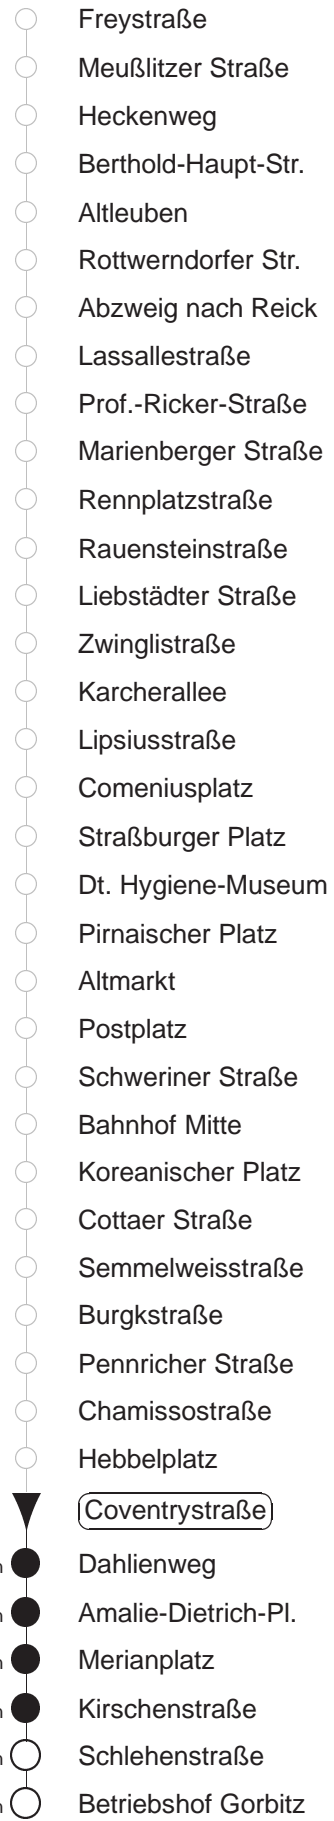 Freystraße
Meußlitzer Straße
Heckenweg
Berthold-Haupt-Str.
Altleuben
Rottwerndorfer Str.
Abzweig nach Reick
Lassallestraße
Prof.-Ricker-Straße
Marienberger Straße
Rennplatzstraße
Rauensteinstraße
Liebstädter Straße
Zwinglistraße
Karcherallee
Lipsiusstraße
Comeniusplatz
Straßburger Platz
Dt. Hygiene-Museum
Pirnaischer Platz
Altmarkt
Postplatz
Schweriner Straße
Bahnhof Mitte
Koreanischer Platz
Cottaer Straße
Semmelweisstraße
Burgkstraße
Pennricher Straße
Chamissostraße
Hebbelplatz
Coventrystraße
Dahlienweg
Amalie-Dietrich-Pl.
Merianplatz
Kirschenstraße
Schlehenstraße
Betriebshof Gorbitz